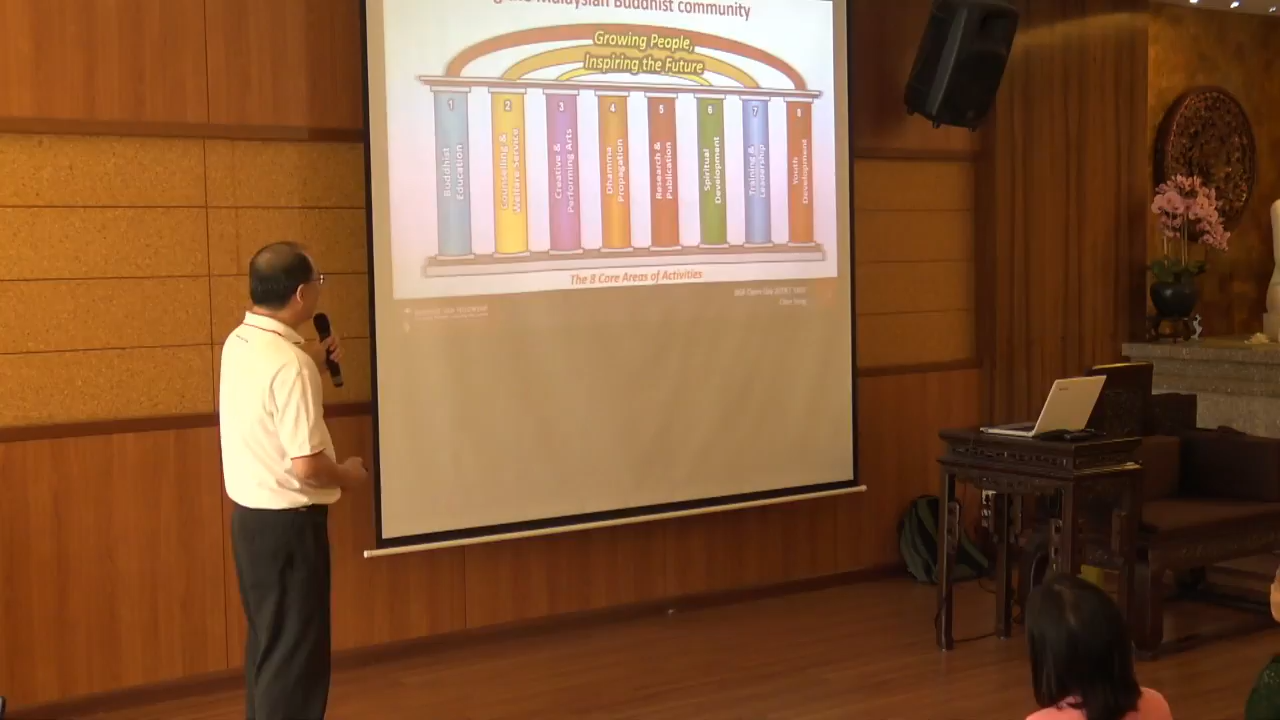 the Malaysian Buddhist community
Growing People,
Inspiring the Future
1
2
3
4
5
6
7
8
Buddhist
Education
Counselling &
Welfare Service
Creative &
Performing Arts
Dhamma
Propagation
Research &
Publication
Spiritual
Development
Training &
Leadership
Youth
Development
The 8 Core Areas of Activities